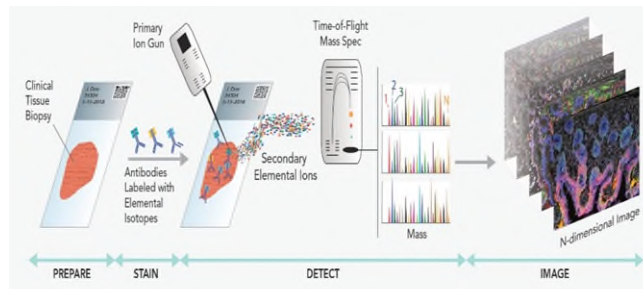 Primary
Ion Gun
Time-of-Flight
Mass Spec
Clinical
Tissue
Biopsy
Antibodies
Labeled with
Elemental
Isotopes
Secondary
Elemental Ions
1 2 3 N
Mass
N-dimensional Image
PREPARE
STAIN
DETECT
IMAGE